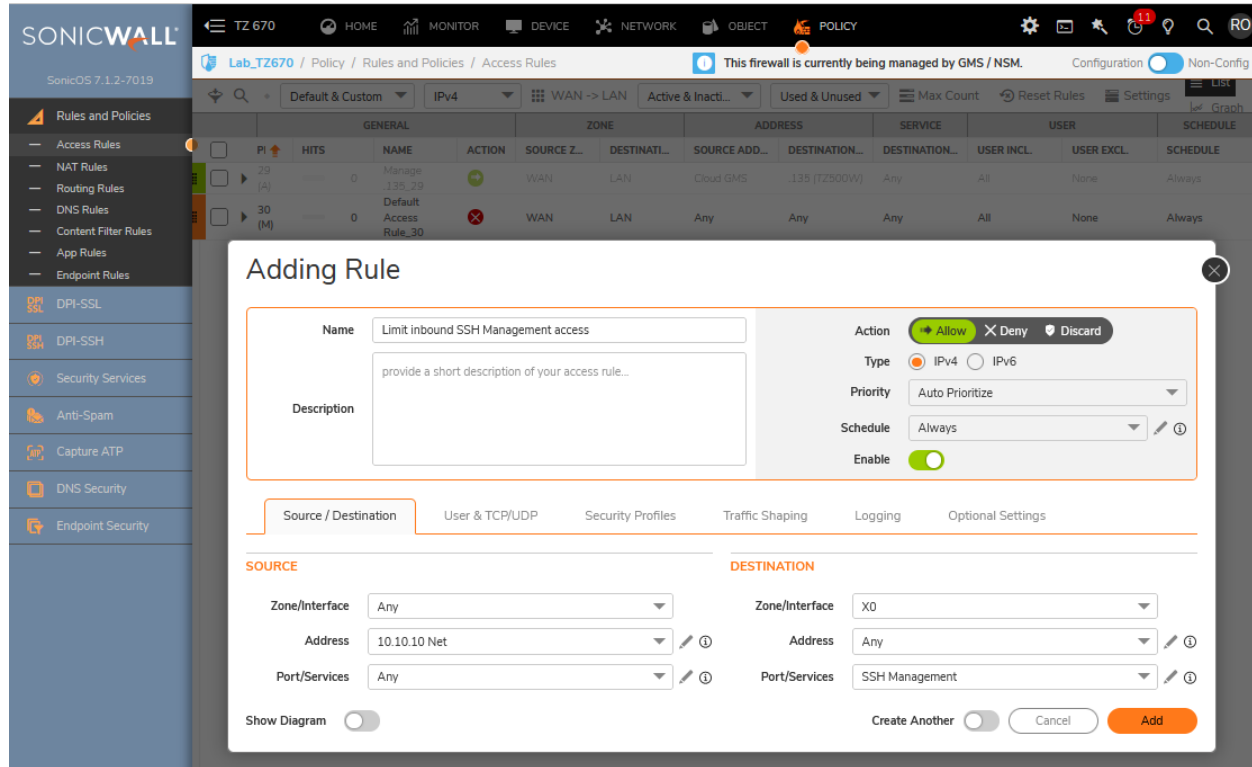 SONICWALL
SonicOS 7.1.2-7019
Rules and Policies
Access Rules
NAT Rules
Routing Rules
DNS Rules
Content Filter Rules
App Rules
Endpoint Rules
DPI-SSL
DPI-SSH
Security Services
Anti-Spam
Capture ATP
DNS Security
Endpoint Security
TZ 670 HOME MONITOR DEVICE NETWORK OBJECT POLICY 11 RO
Lab_TZ670 / Policy / Rules and Policies / Access Rules This firewall is currently being managed by GMS / NSM. Configuration Non-Config
Default & Custom IPv4 WAN -> LAN Active & Inacti... Used & Unused Max Count Reset Rules Settings List
Graph
GENERAL ZONE ADDRESS SERVICE USER SCHEDULE
HITS NAME ACTION SOURCE Z... DESTINATI... SOURCE ADD... DESTINATION... DESTINATION... USER INCL. USER EXCL. SCHEDULE
29 (A) 0 Manage .135_29 WAN LAN Cloud GMS .135 (TZ500W) Any All None Always
30 (M) 0 Default Access Rule_30 WAN LAN Any Any Any All None Always
Adding Rule
Name Limit inbound SSH Management access
Description provide a short description of your access rule...
Action Allow Deny Discard
Type IPv4 IPv6
Priority Auto Prioritize
Schedule Always
Enable
Source / Destination User & TCP/UDP Security Profiles Traffic Shaping Logging Optional Settings
SOURCE
Zone/Interface Any
Address 10.10.10 Net
Port/Services Any
DESTINATION
Zone/Interface X0
Address Any
Port/Services SSH Management
Show Diagram Create Another Cancel Add